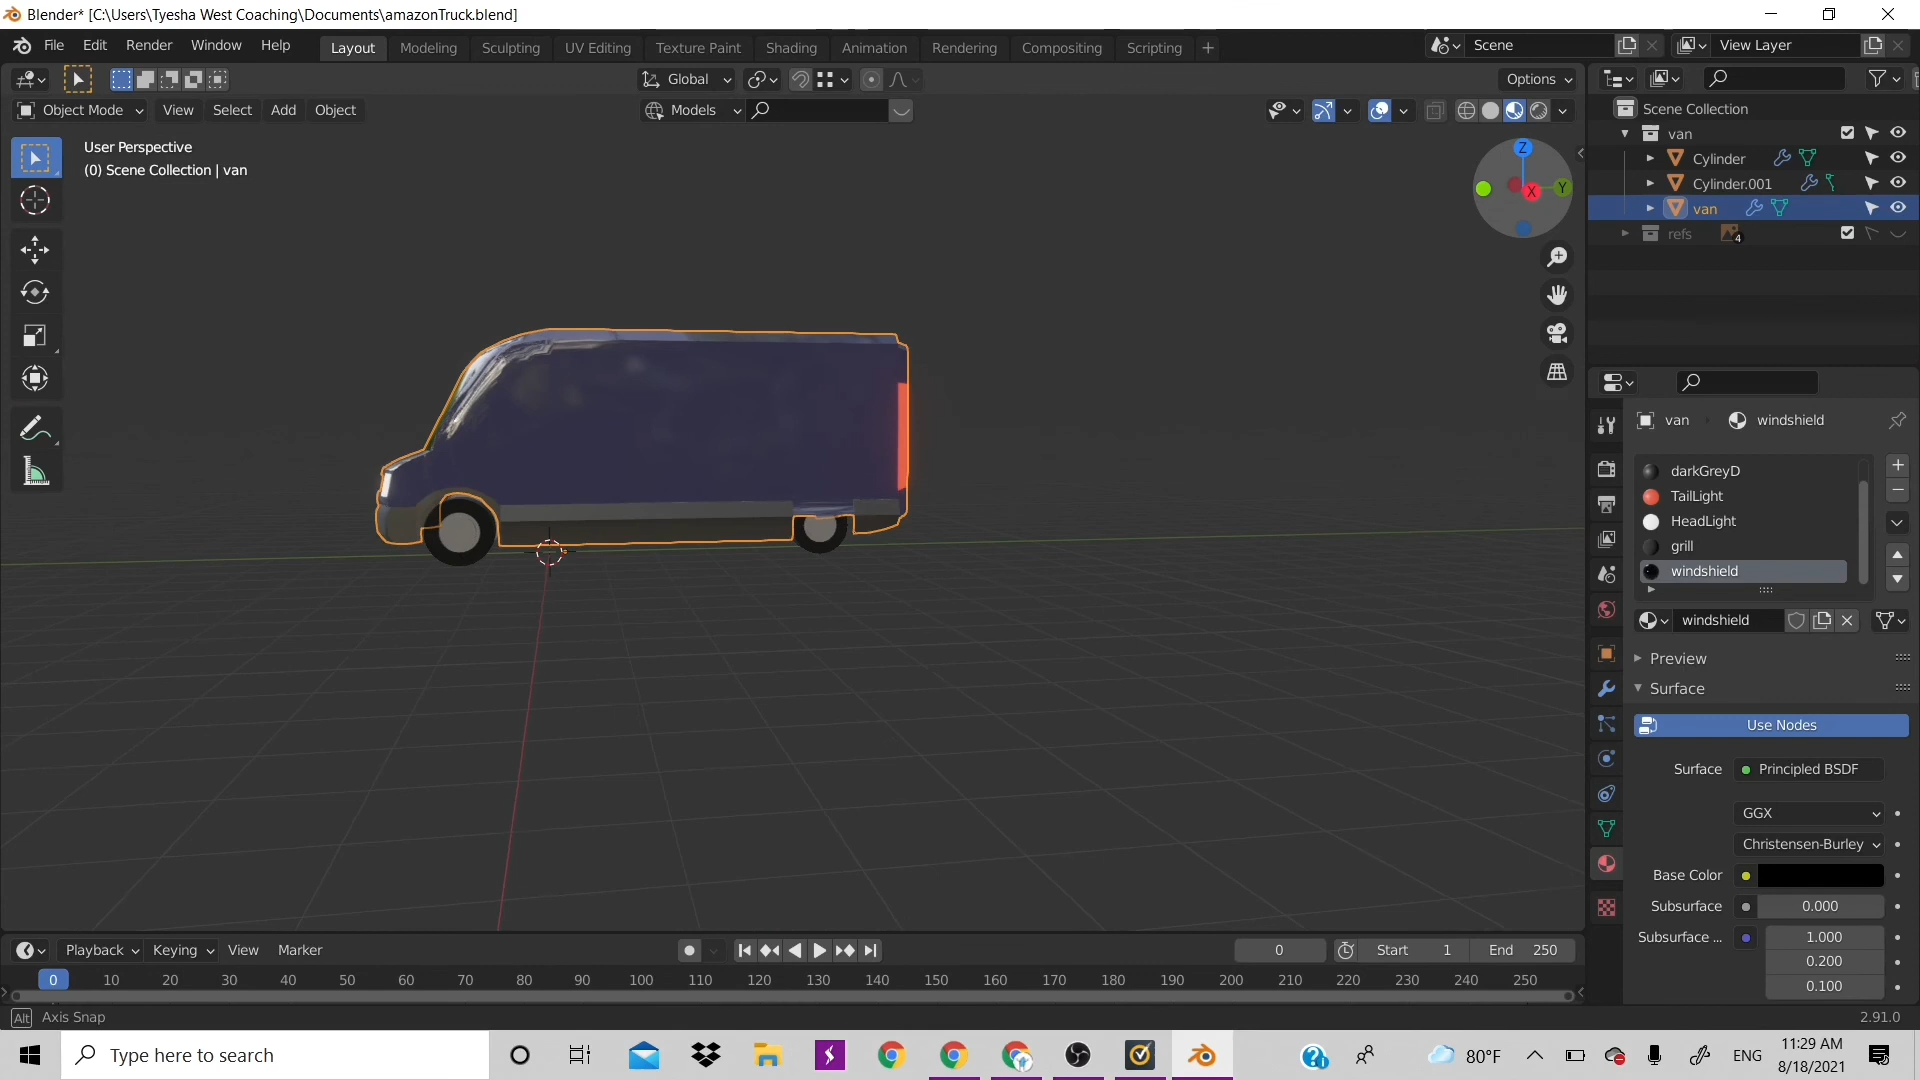 Blender* [C:\Users\Tyesha West Coaching\Documents\amazonTruck.blend]
File Edit Render Window Help
Layout Modeling Sculpting UV Editing Texture Paint Shading Animation Rendering Compositing Scripting +
Scene
View Layer
Global
Options
Object Mode View Select Add Object
Models
User Perspective
(0) Scene Collection | van
Z
X
Y
Scene Collection
van
Cylinder
Cylinder.001
van
refs
4
van
windshield
darkGreyD
TailLight
HeadLight
grill
windshield
windshield
Preview
Surface
Use Nodes
Surface Principled BSDF
GGX
Christensen-Burley
Base Color
Subsurface 0.000
Subsurface ... 1.000
0.200
0.100
Playback Keying View Marker
0
Start 1
End 250
0 10 20 30 40 50 60 70 80 90 100 110 120 130 140 150 160 170 180 190 200 210 220 230 240 250
Alt Axis Snap
2.91.0
Type here to search
80°F
ENG
11:29 AM
8/18/2021